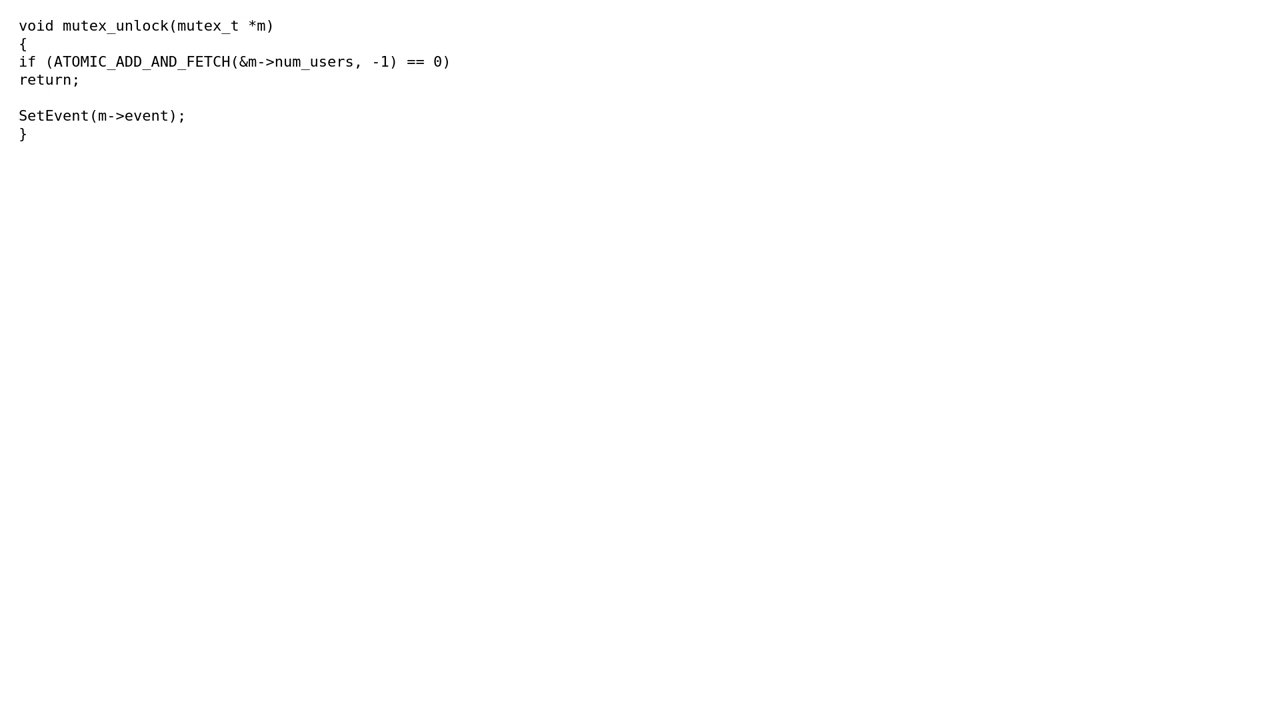 void mutex_unlock(mutex_t *m)
{
if (ATOMIC_ADD_AND_FETCH(&m->num_users, -1) == 0)
return;

SetEvent(m->event);
}